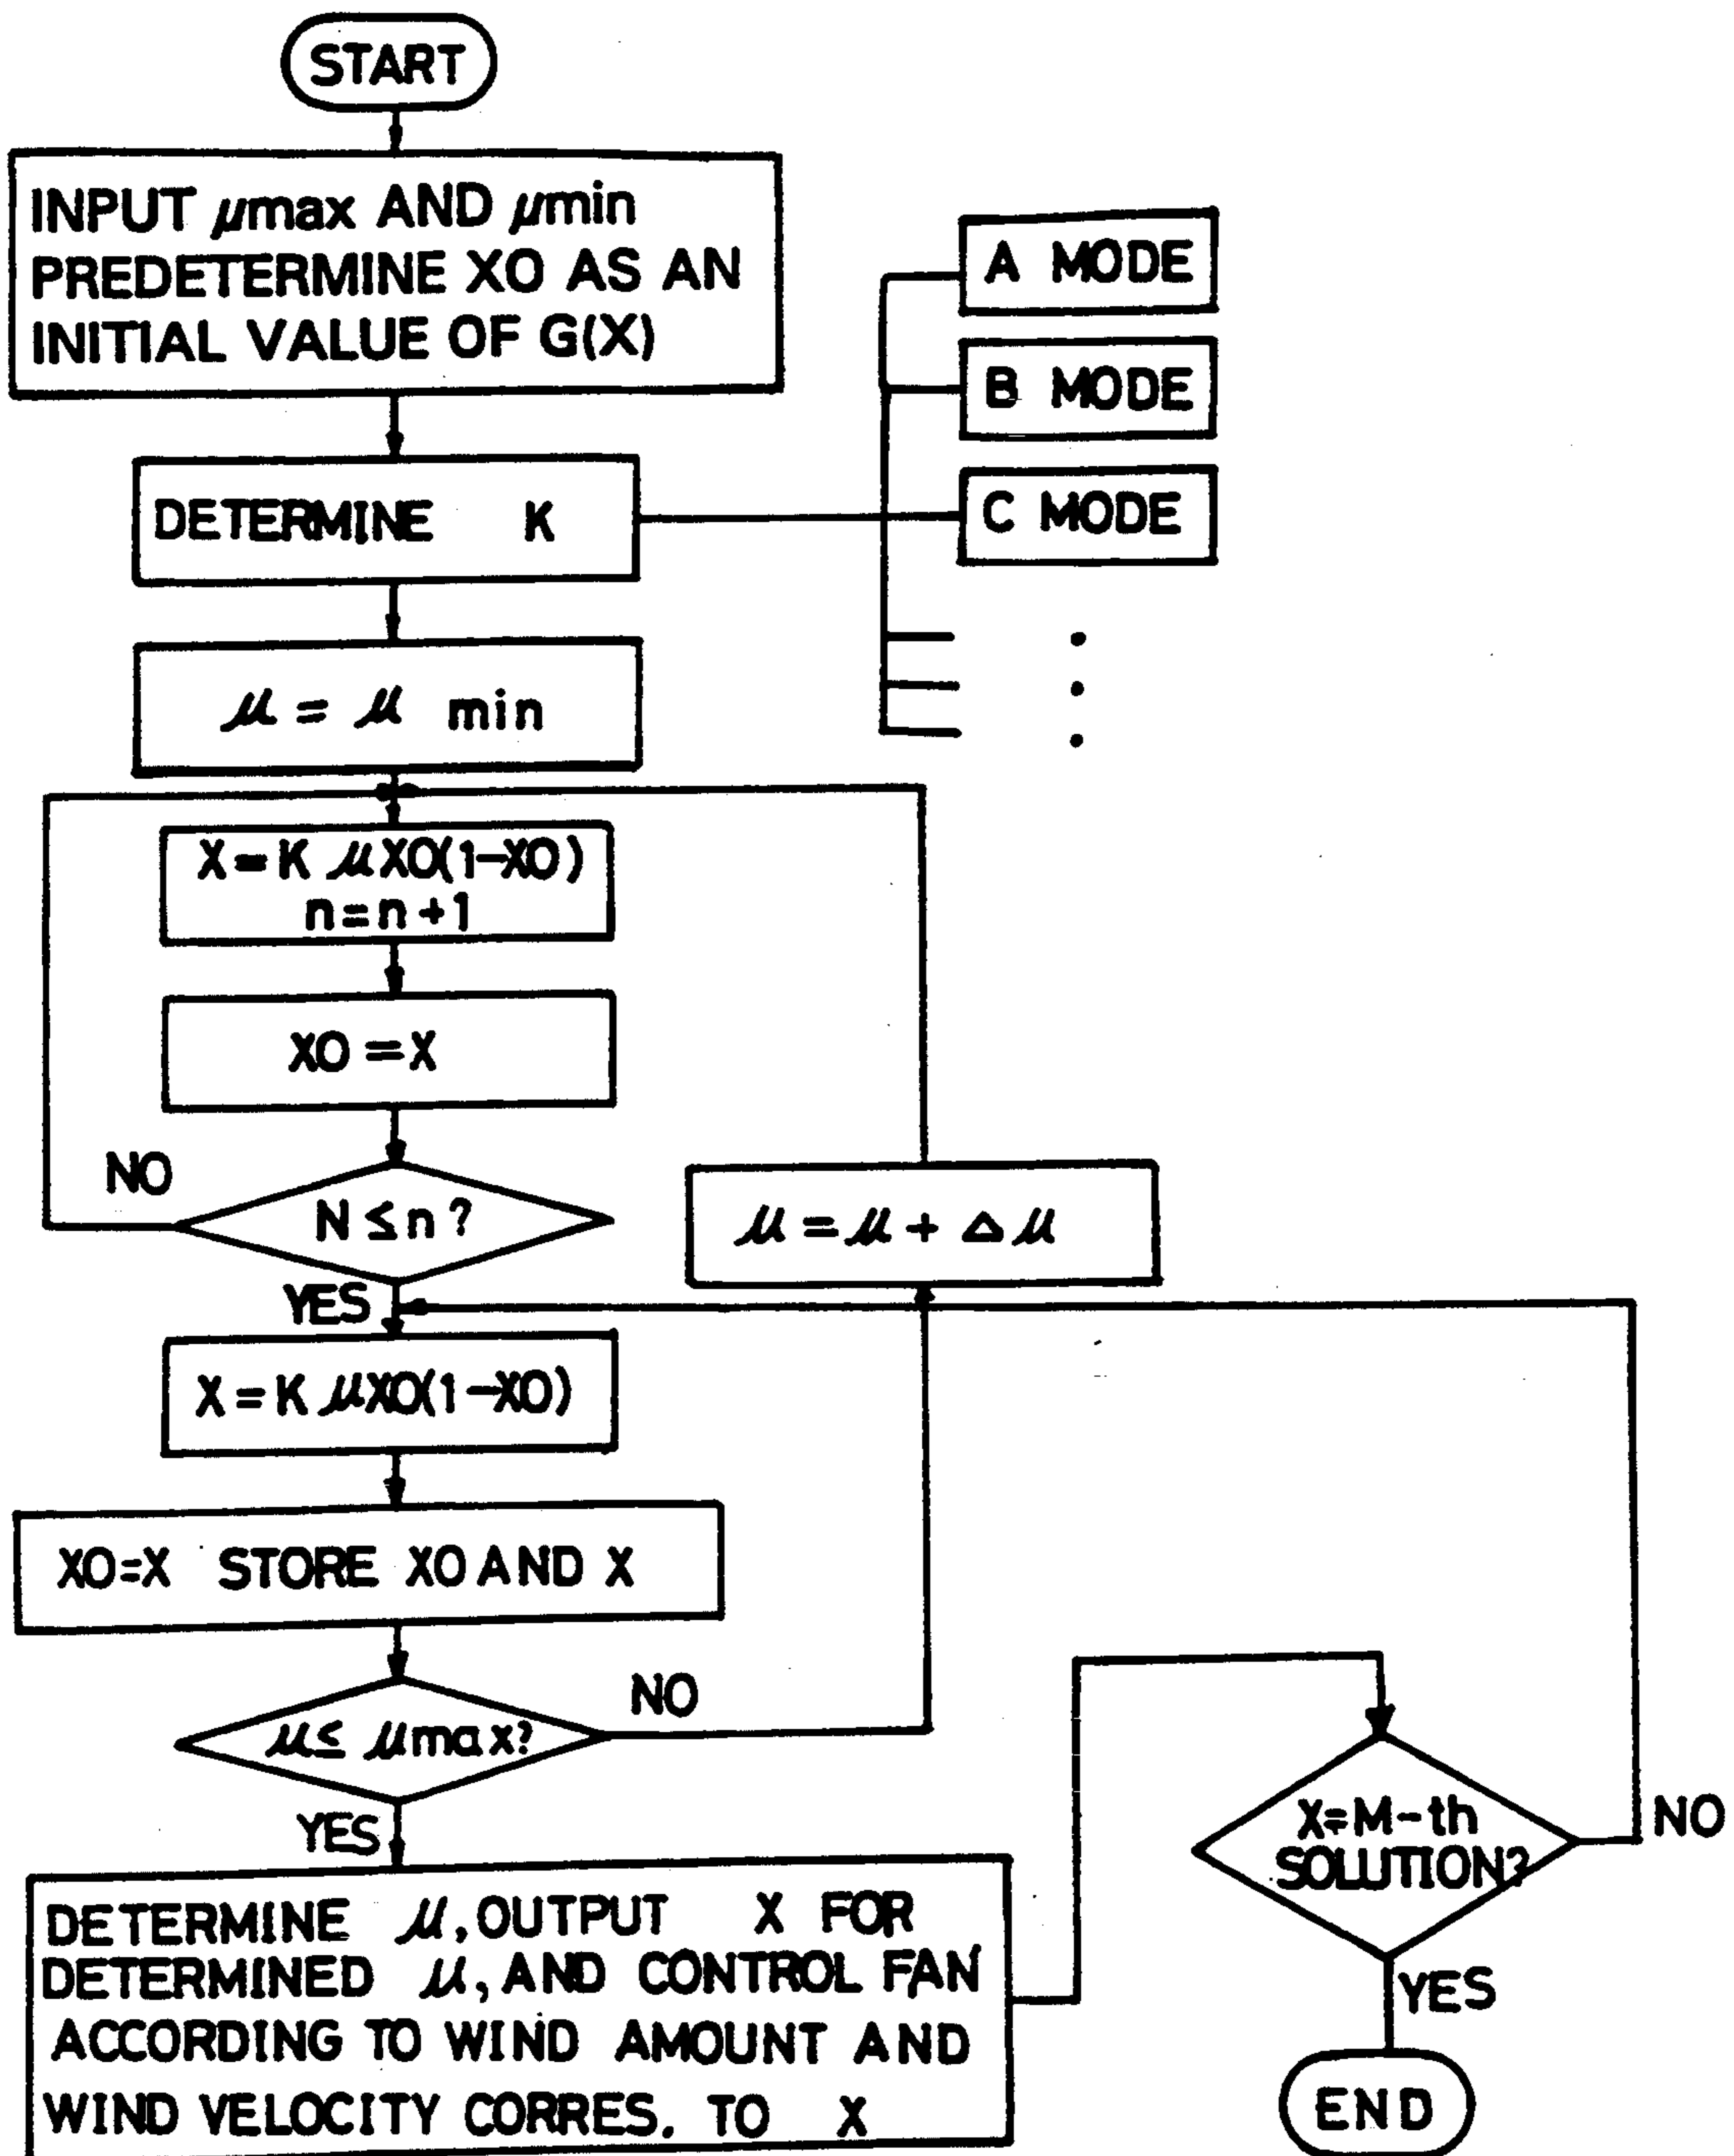 START
INPUT μmax AND μmin
PREDETERMINE XO AS AN
INITIAL VALUE OF G(X)
A MODE
B MODE
DETERMINE K
C MODE
μ = μ min
X = K μXO(1-XO)
n = n + 1
XO = X
NO
N ≤ n ?
μ = μ + Δμ
YES
X = K μXO(1-XO)
XO=X STORE XO AND X
NO
μ ≤ μmax?
YES
X=M-th
SOLUTION?
NO
DETERMINE μ, OUTPUT X FOR
DETERMINED μ, AND CONTROL FAN
ACCORDING TO WIND AMOUNT AND
WIND VELOCITY CORRES. TO X
YES
END